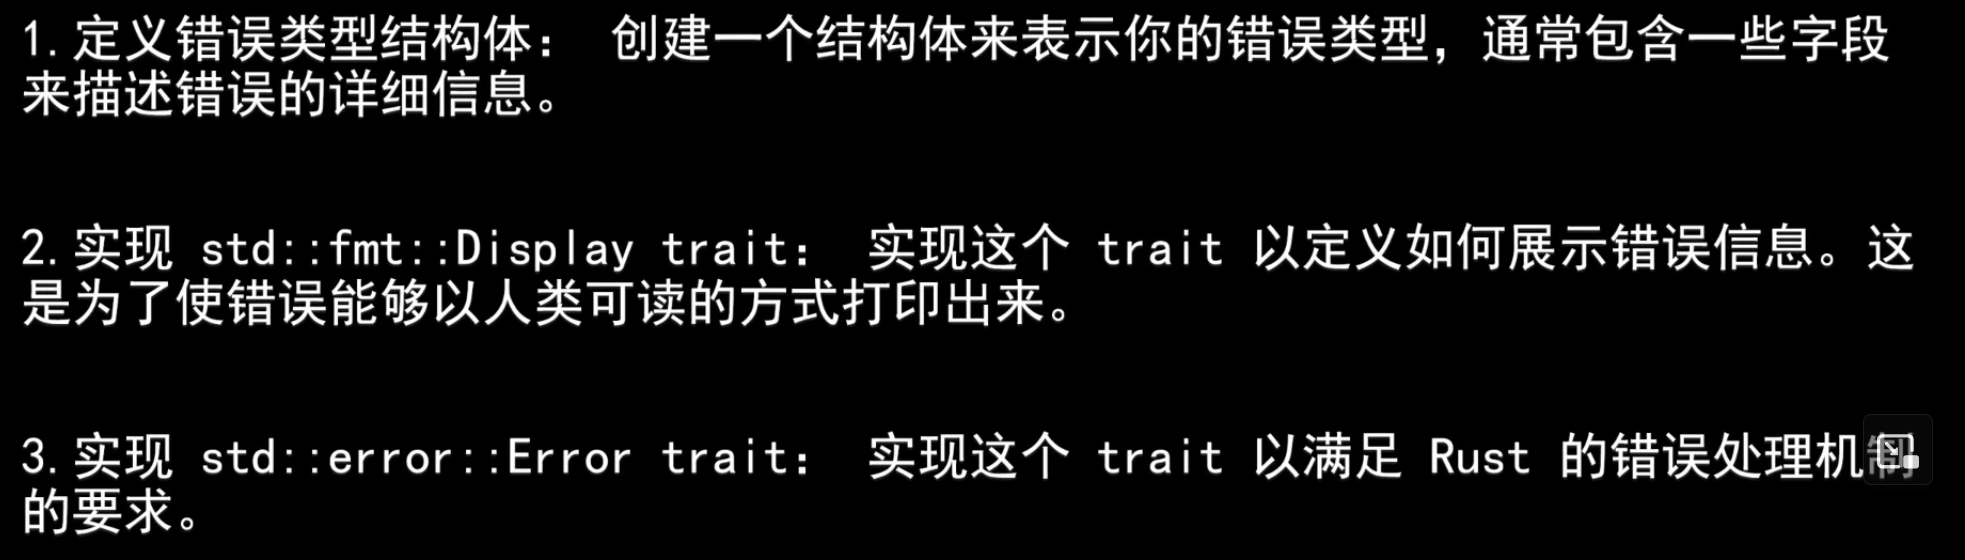 1.定义错误类型结构体： 创建一个结构体来表示你的错误类型，通常包含一些字段
来描述错误的详细信息。
2.实现 std::fmt::Display trait： 实现这个 trait 以定义如何展示错误信息。这
是为了使错误能够以人类可读的方式打印出来。
3.实现 std::error::Error trait： 实现这个 trait 以满足 Rust 的错误处理机制
的要求。